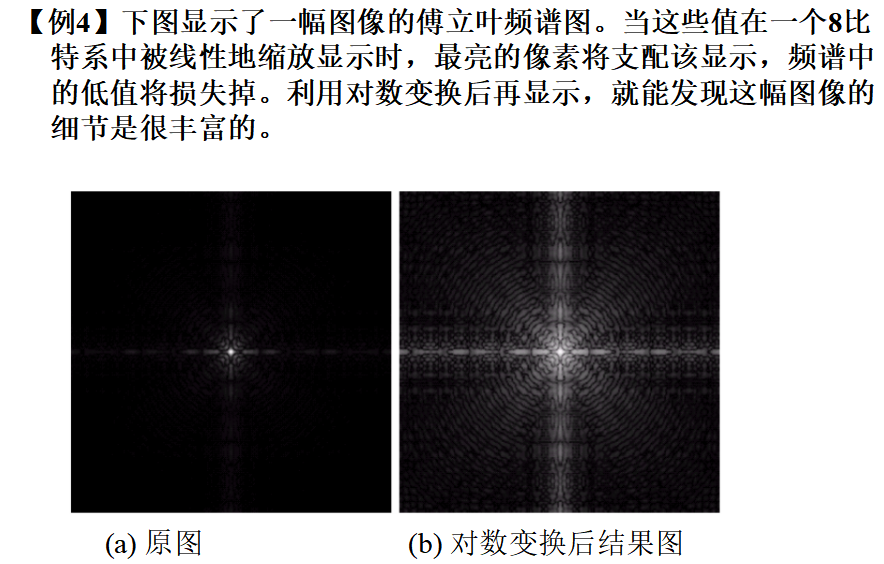 【例4】下图显示了一幅图像的傅立叶频谱图。当这些值在一个8比
特系中被线性地缩放显示时，最亮的像素将支配该显示，频谱中
的低值将损失掉。利用对数变换后再显示，就能发现这幅图像的
细节是很丰富的。
(a) 原图
(b) 对数变换后结果图